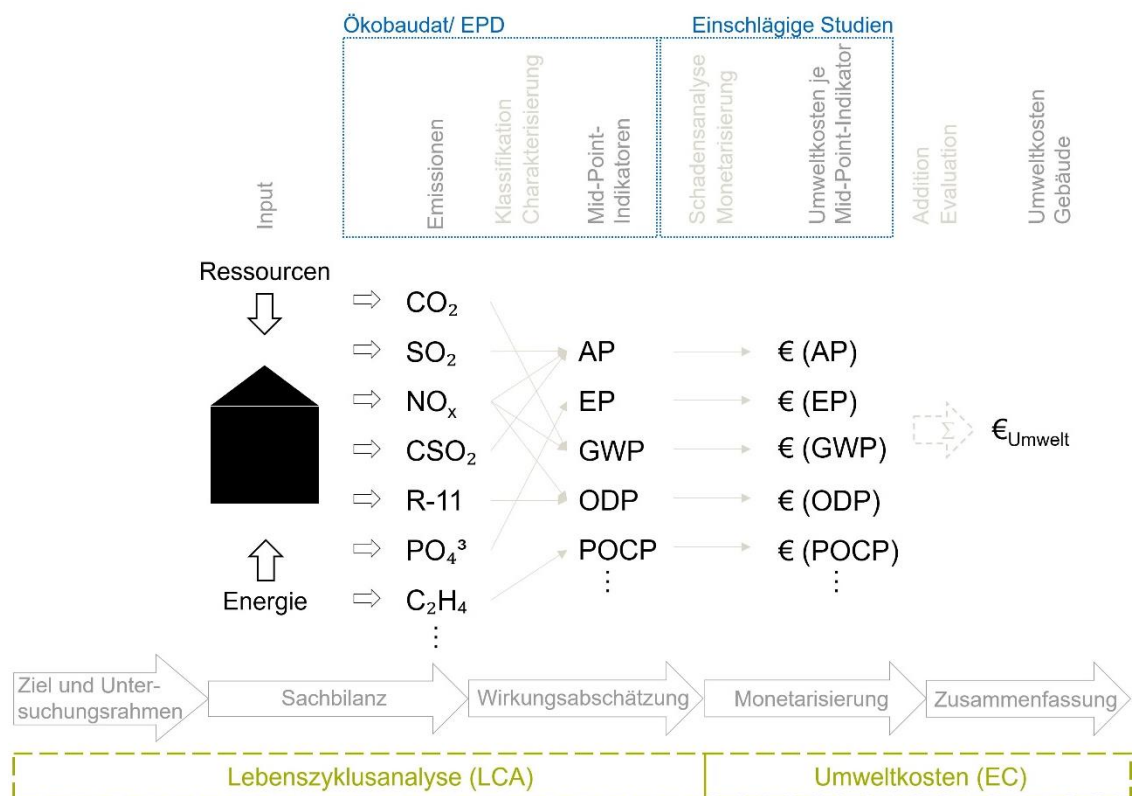 Ökobaudat/ EPD
Einschlägige Studien
Input
Emissionen
Klassifikation
Charakterisierung
Mid-Point-
Indikatoren
Schadensanalyse
Monetarisierung
Umweltkosten je
Mid-Point-Indikator
Addition
Evaluation
Umweltkosten
Gebäude
Ressourcen
Energie
CO₂
SO₂
NOₓ
CSO₂
R-11
PO₄³
C₂H₄
⋮
AP
EP
GWP
ODP
POCP
⋮
€ (AP)
€ (EP)
€ (GWP)
€ (ODP)
€ (POCP)
⋮
Σ
€Umwelt
Ziel und Unter-
suchungsrahmen
Sachbilanz
Wirkungsabschätzung
Monetarisierung
Zusammenfassung
Lebenszyklusanalyse (LCA)
Umweltkosten (EC)